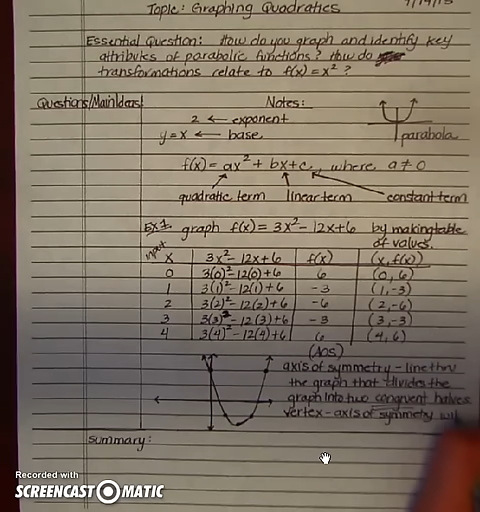 Topic: Graphing Quadratics
Essential Question: How do you graph and identify key
attributes of parabolic functions? How do
transformations relate to f(x) = x² ?
Questions/Main Ideas:
Notes:
2 ← exponent
y = x ← base
parabola
f(x) = ax² + bx + c, where a ≠ 0
quadratic term linear term constant term
Ex 1. graph f(x) = 3x² - 12x + 6 by making table
of values.
input
x 3x² - 12x + 6 f(x) (x, f(x))
0 3(0)² - 12(0) + 6 6 (0, 6)
1 3(1)² - 12(1) + 6 -3 (1, -3)
2 3(2)² - 12(2) + 6 -6 (2, -6)
3 3(3)² - 12(3) + 6 -3 (3, -3)
4 3(4)² - 12(4) + 6 6 (4, 6)
(Ans)
axis of symmetry - line thru
the graph that divides the
graph into two congruent halves
vertex - axis of symmetry will
Summary:
Recorded with
SCREENCAST O MATIC